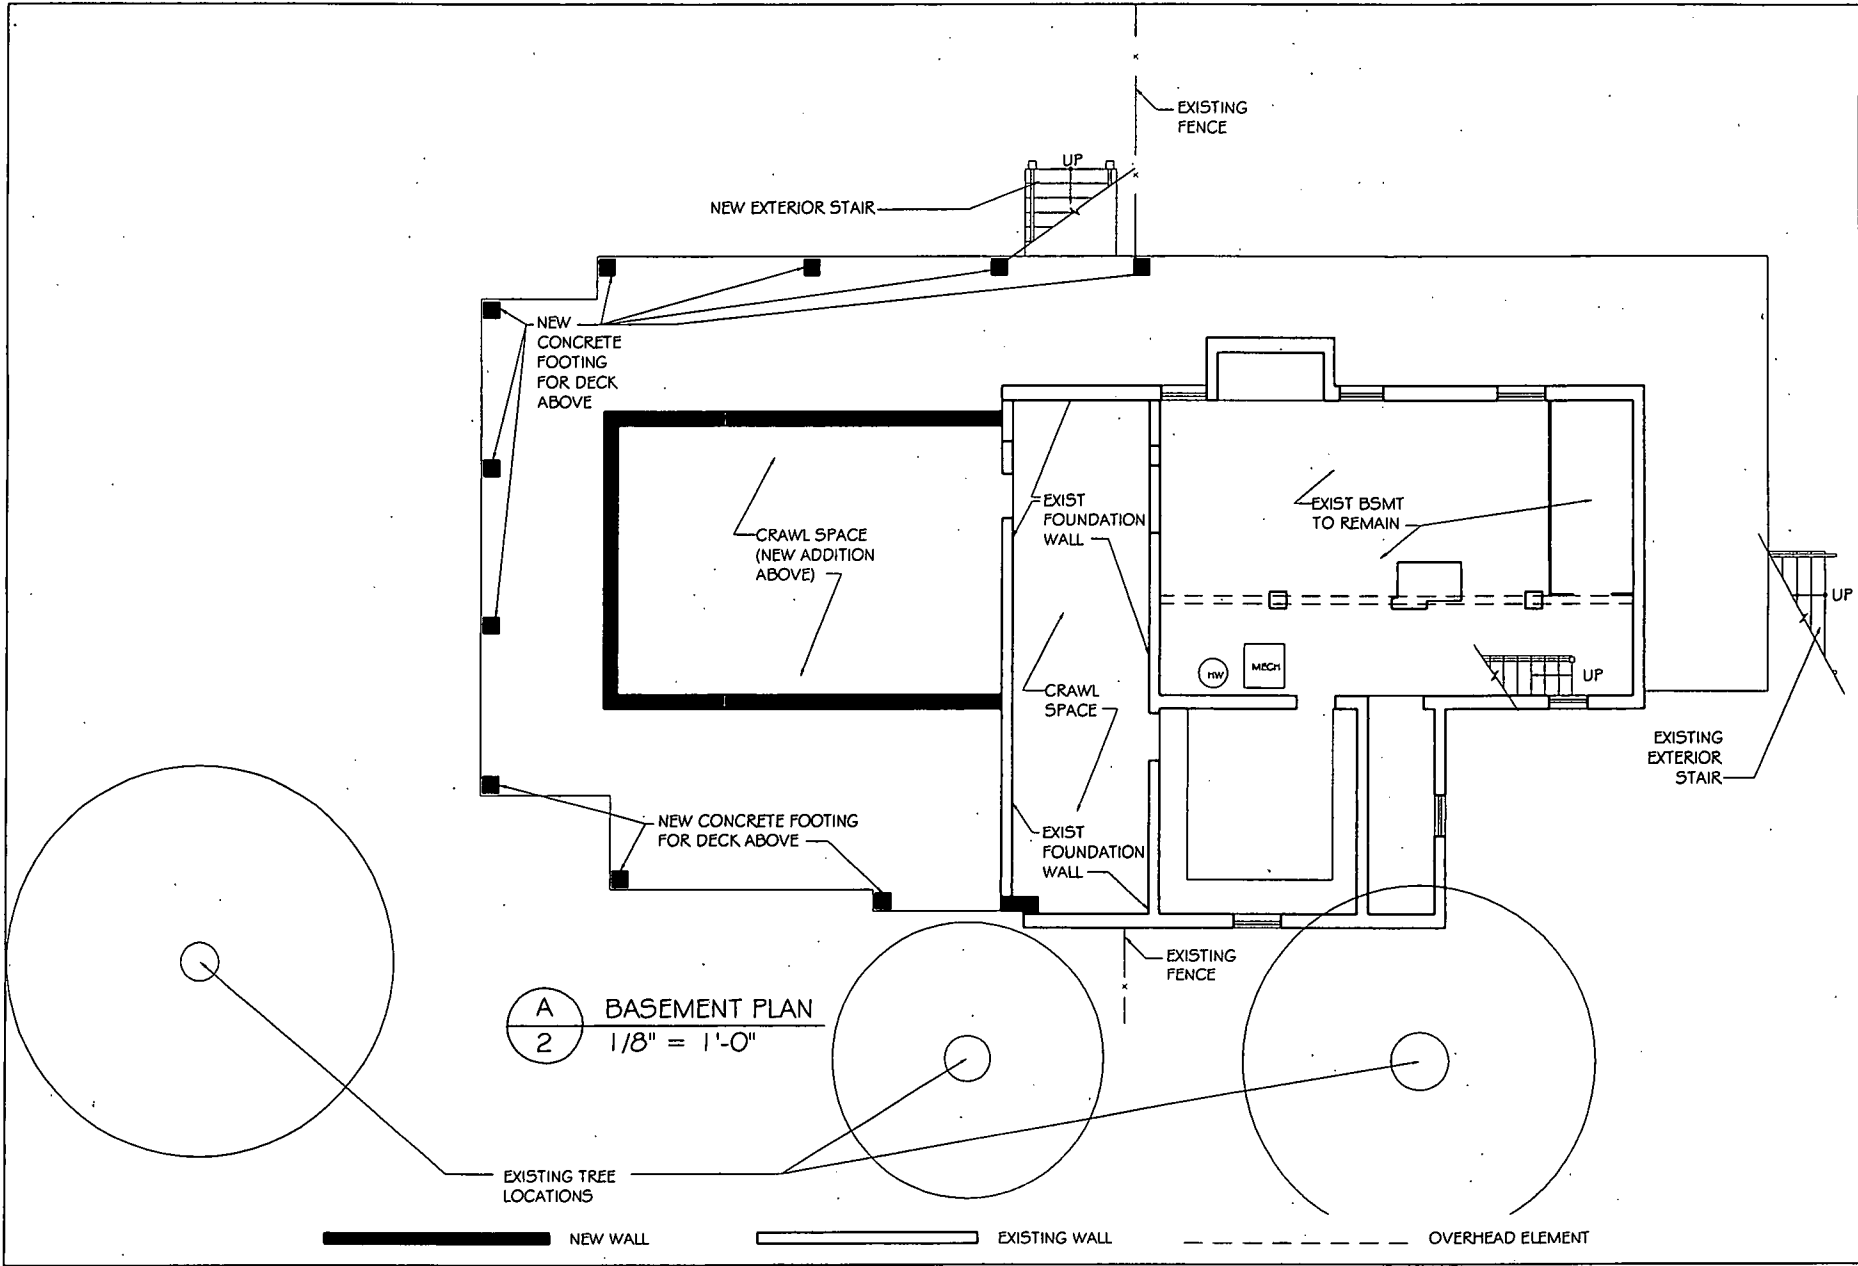 EXISTING
FENCE
UP
NEW EXTERIOR STAIR
NEW
CONCRETE
FOOTING
FOR DECK
ABOVE
CRAWL SPACE
(NEW ADDITION
ABOVE)
EXIST
FOUNDATION
WALL
EXIST BSMT
TO REMAIN
UP
HW
MECH
UP
CRAWL
SPACE
EXISTING
EXTERIOR
STAIR
NEW CONCRETE FOOTING
FOR DECK ABOVE
EXIST
FOUNDATION
WALL
EXISTING
FENCE
A
2
BASEMENT PLAN
1/8" = 1'-0"
EXISTING TREE
LOCATIONS
NEW WALL
EXISTING WALL
OVERHEAD ELEMENT